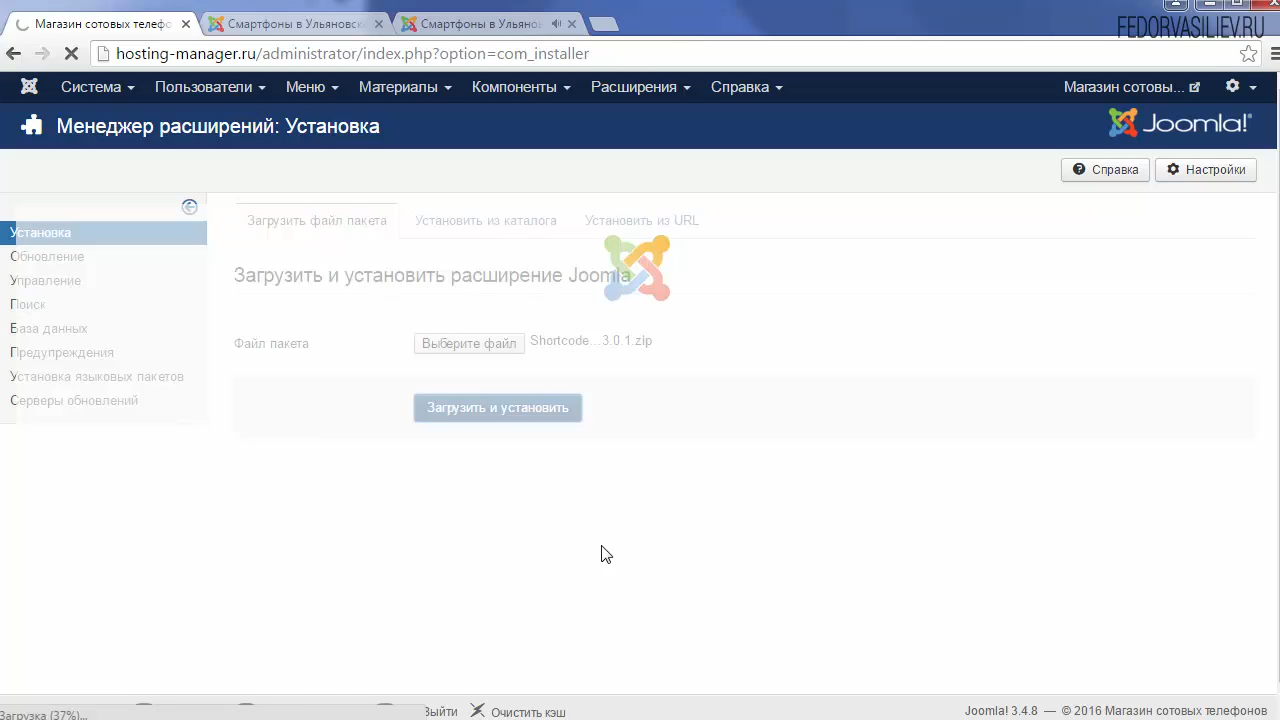 Магазин сотовых телефо
Смартфоны в Ульяновск
Смартфоны в Ульянов
FEDORVASILIEV.RU
hosting-manager.ru/administrator/index.php?option=com_installer
Система Пользователи Меню Материалы Компоненты Расширения Справка Магазин сотовы...
Менеджер расширений: Установка
Joomla!
Справка Настройки
Загрузить файл пакета Установить из каталога Установить из URL
Установка
Обновление
Управление
Поиск
База данных
Предупреждения
Установка языковых пакетов
Серверы обновлений
Загрузить и установить расширение Joomla
Файл пакета Выберите файл Shortcode...3.0.1.zip
Загрузить и установить
Загрузка (37%)...
Выйти Очистить кэш
Joomla! 3.4.8 — © 2016 Магазин сотовых телефонов